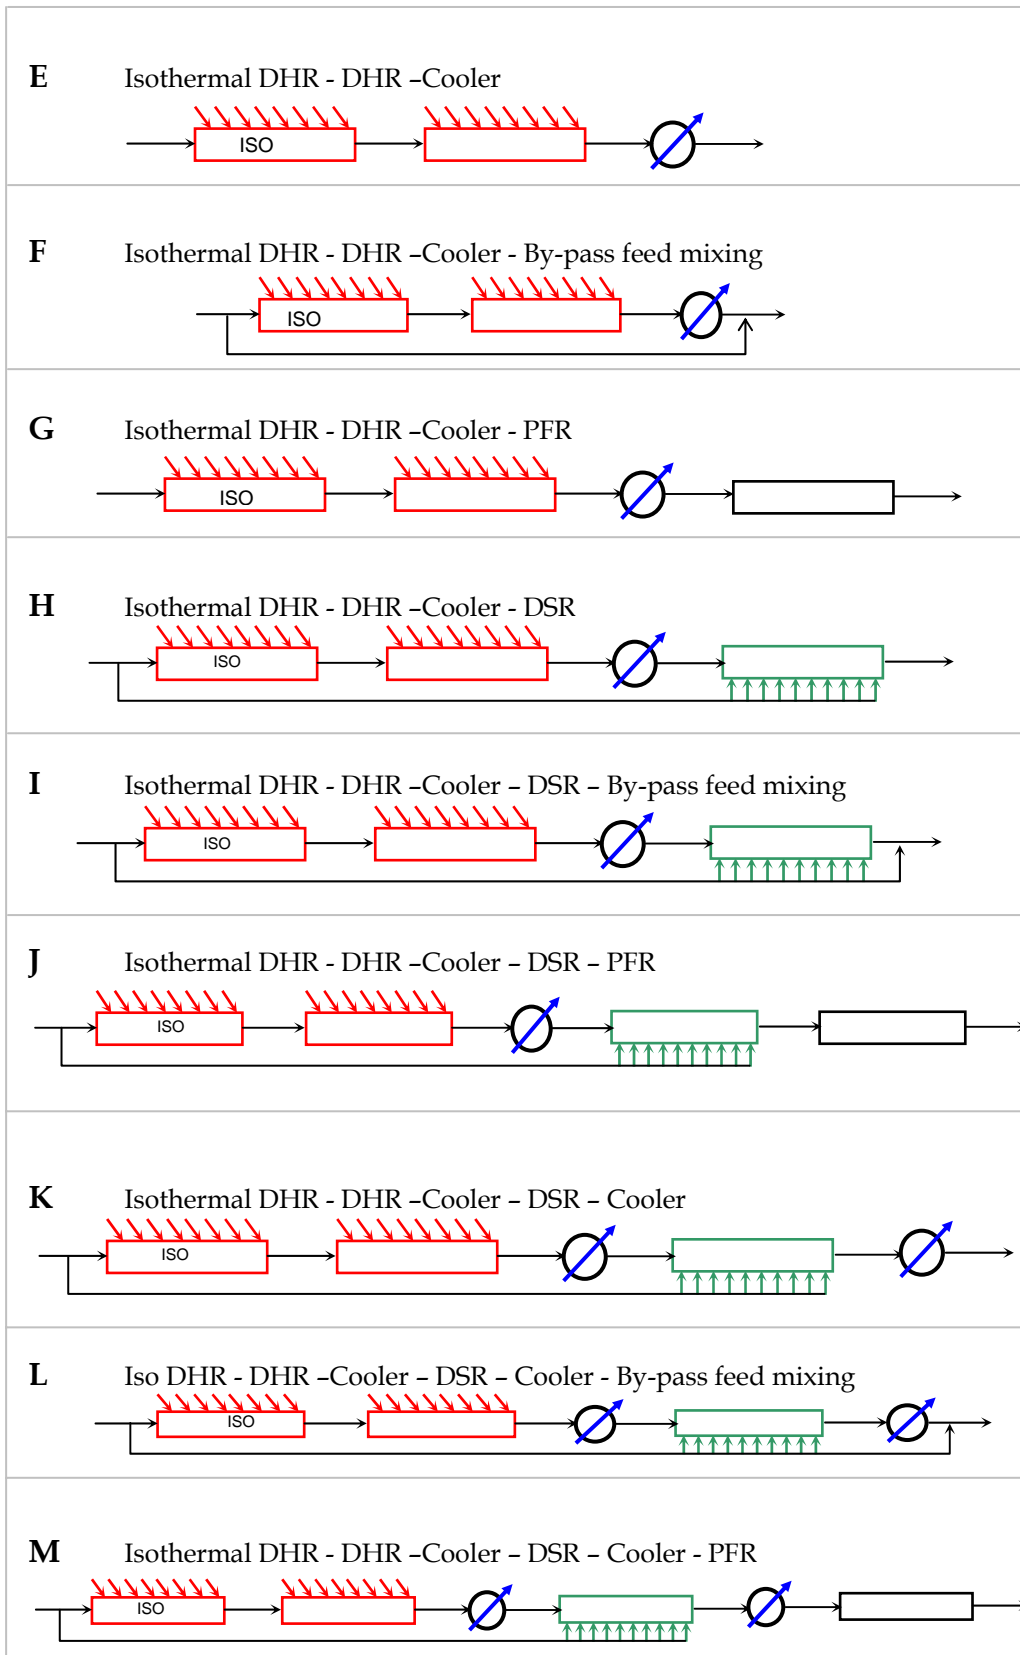 E Isothermal DHR - DHR –Cooler
ISO
F Isothermal DHR - DHR –Cooler - By-pass feed mixing
ISO
G Isothermal DHR - DHR –Cooler - PFR
ISO
H Isothermal DHR - DHR –Cooler - DSR
ISO
I Isothermal DHR - DHR –Cooler – DSR – By-pass feed mixing
ISO
J Isothermal DHR - DHR –Cooler – DSR – PFR
ISO
K Isothermal DHR - DHR –Cooler – DSR – Cooler
ISO
L Iso DHR - DHR –Cooler – DSR – Cooler - By-pass feed mixing
ISO
M Isothermal DHR - DHR –Cooler – DSR – Cooler - PFR
ISO